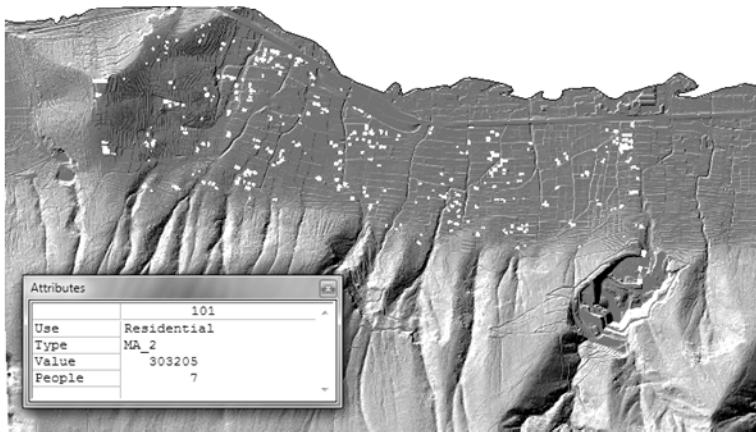 Attributes
101
Use Residential
Type MA_2
Value 303205
People 7